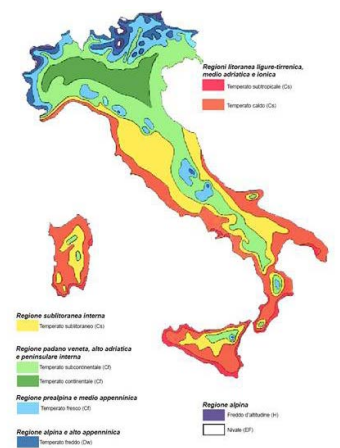 Regioni litoranea ligure-tirrenica,
medio adriatica e ionica
Temperato subtropicale (Cs)
Temperato caldo (Cs)
Regione sublitoranea interna
Temperato sublitoraneo (Cs)
Regione padano veneta, alto adriatica
e peninsulare interna
Temperato subcontinentale (Cf)
Temperato continentale (Cf)
Regione prealpina e medio appenninica
Temperato fresco (Cf)
Regione alpina e alto appenninica
Temperato freddo (Dw)
Regione alpina
Freddo d'altitudine (H)
Nivale (EF)